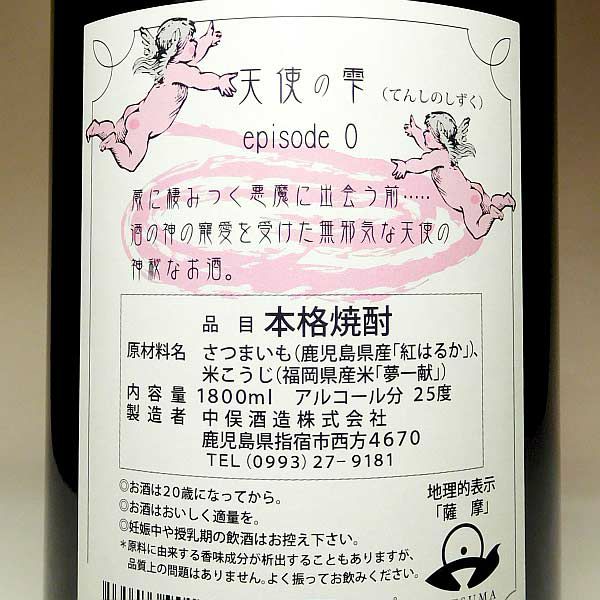 天使の雫(てんしのしずく)
episode 0
蔵に棲みつく悪魔に出会う前‥‥‥
酒の神の寵愛を受けた無邪気な天使の
神秘なお酒。
品目 本格焼酎
原材料名 さつまいも(鹿児島県産「紅はるか」)、
米こうじ(福岡県産米「夢一献」)
内容量 1800ml アルコール分 25度
製造者 中俣酒造株式会社
鹿児島県指宿市西方4670
TEL(0993)27-9181
◎お酒は20歳になってから。
◎お酒はおいしく適量を。
◎妊娠中や授乳期の飲酒はお控え下さい。
*原料に由来する香味成分が析出することもありますが、
品質上の問題はありません。よく振ってお飲みください。
地理的表示
「薩摩」